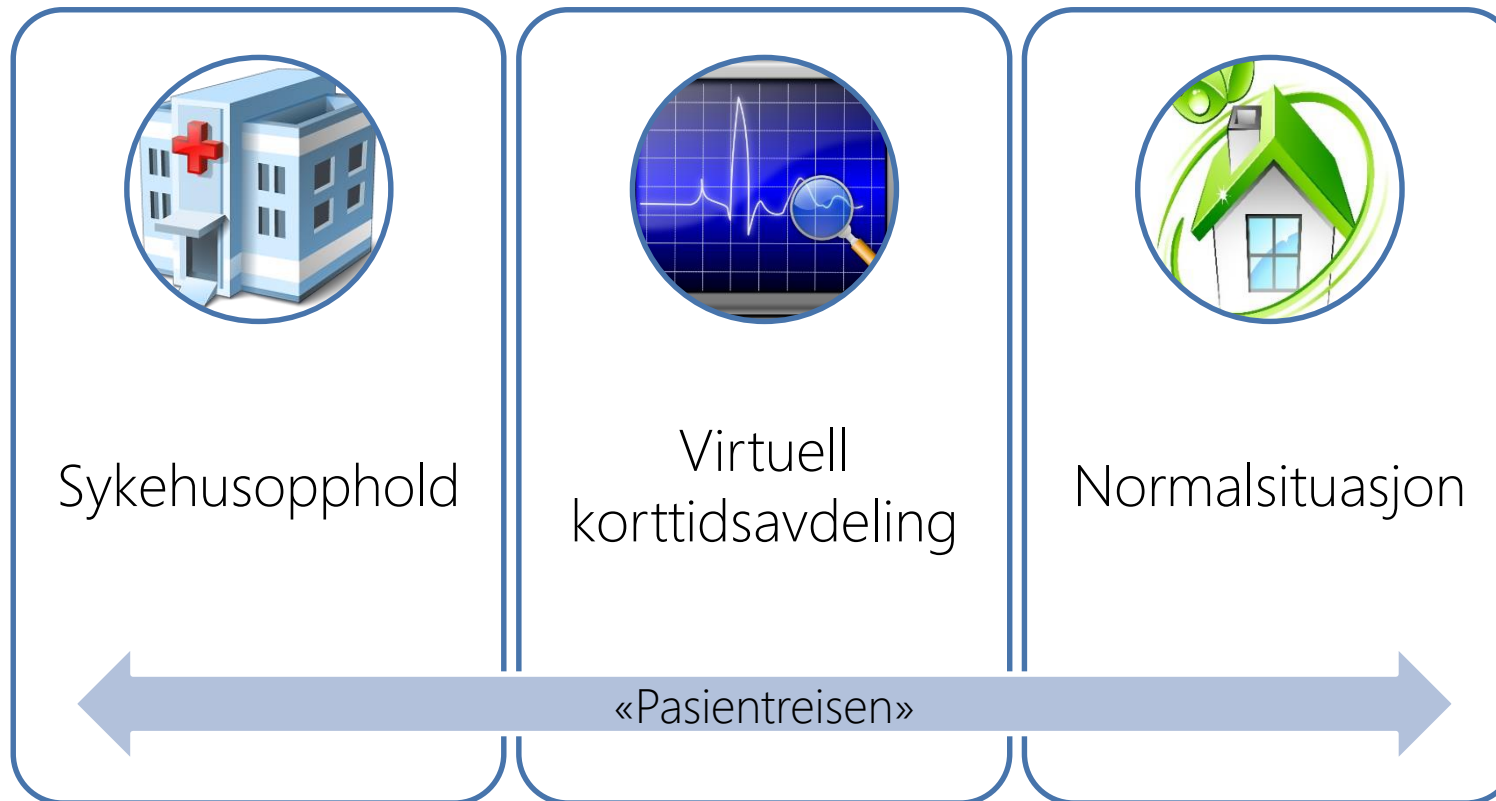 Sykehusopphold
Virtuell
korttidsavdeling
Normalsituasjon
«Pasientreisen»